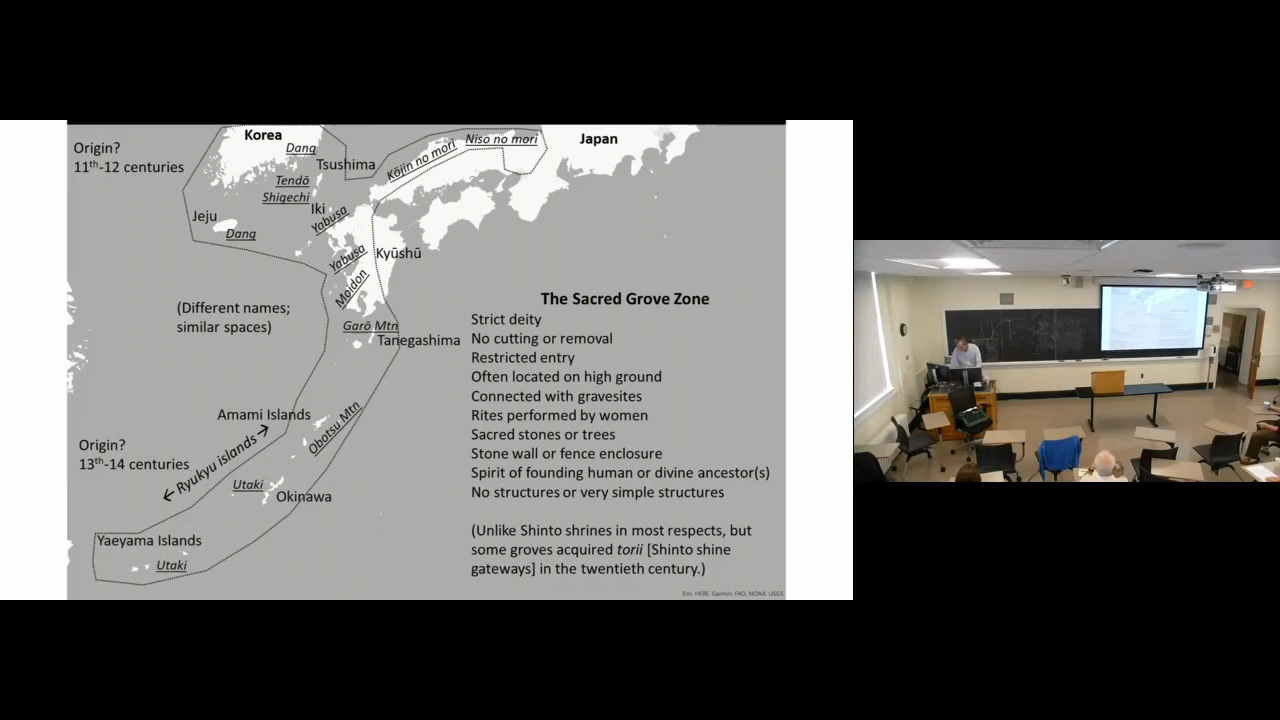 Korea
Japan
Origin?
11th-12 centuries
Dang
Niso no mori
Kōjin no mori
Tsushima
Tendō
Shigechi
Iki
Yabusa
Jeju
Dang
Yabusa
Kyūshū
Moidon
(Different names;
similar spaces)
Garō Mtn
Tanegashima
The Sacred Grove Zone
Strict deity
No cutting or removal
Restricted entry
Often located on high ground
Connected with gravesites
Rites performed by women
Sacred stones or trees
Stone wall or fence enclosure
Spirit of founding human or divine ancestor(s)
No structures or very simple structures
(Unlike Shinto shrines in most respects, but
some groves acquired torii [Shinto shine
gateways] in the twentieth century.)
Amami Islands
Obotsu Mtn
← Ryukyu islands →
Origin?
13th-14 centuries
Utaki
Okinawa
Yaeyama Islands
Utaki
Esri, HERE, Garmin, FAO, NOAA, USGS